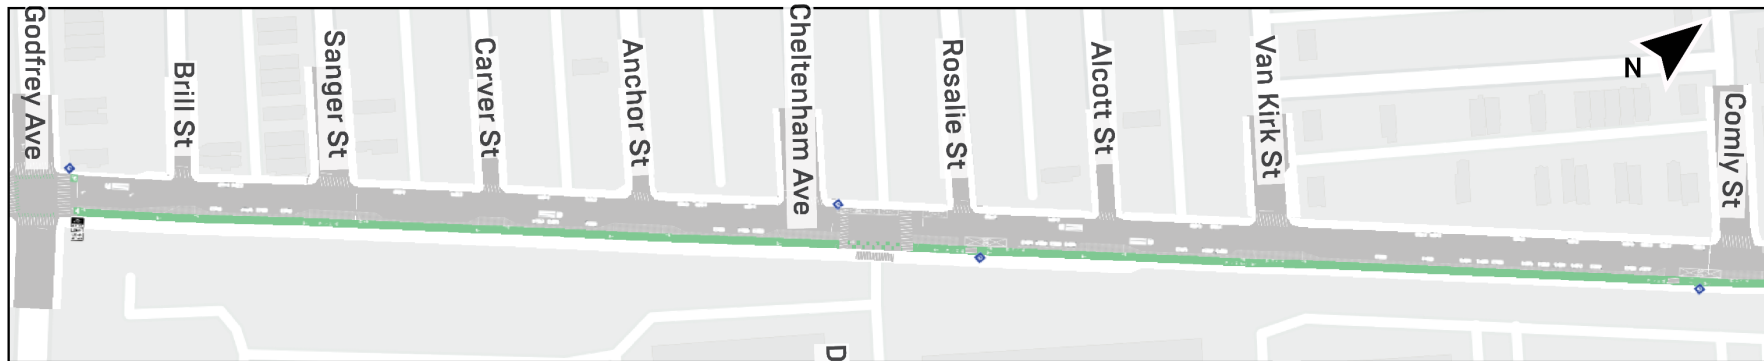 Godfrey Ave
Brill St
Sanger St
Carver St
Anchor St
Cheltenham Ave
Rosalie St
Alcott St
Van Kirk St
Comly St
N
D